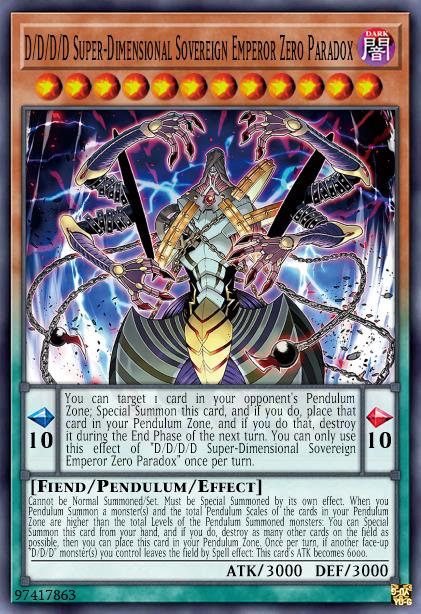 D/D/D/D Super-Dimensional Sovereign Emperor Zero Paradox
DARK
闇
You can target 1 card in your opponent's Pendulum
Zone; Special Summon this card, and if you do, place that
card in your Pendulum Zone, and if you do that, destroy
it during the End Phase of the next turn. You can only use
this effect of "D/D/D/D Super-Dimensional Sovereign
Emperor Zero Paradox" once per turn.
10
10
[Fiend/Pendulum/Effect]
Cannot be Normal Summoned/Set. Must be Special Summoned by its own effect. When you
Pendulum Summon a monster(s) and the total Pendulum Scales of the cards in your Pendulum
Zone are higher than the total Levels of the Pendulum Summoned monsters: You can Special
Summon this card from your hand, and if you do, destroy as many other cards on the field as
possible, then you can place this card in your Pendulum Zone. Once per turn, if another face-up
"D/D/D" monster(s) you control leaves the field by Spell effect: This card's ATK becomes 6000.
ATK/3000 DEF/3000
97417863